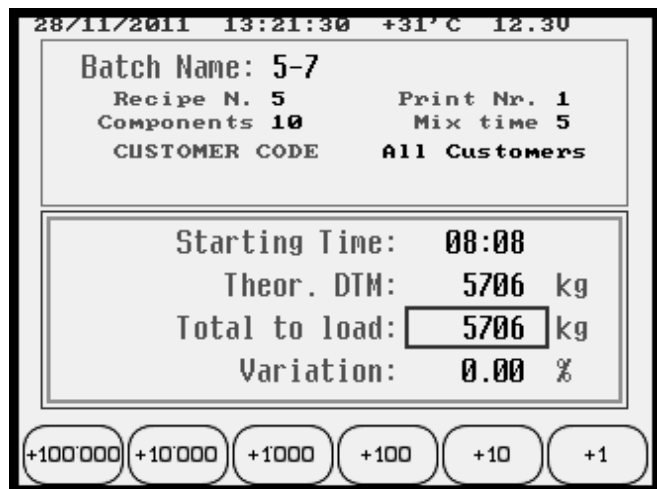 28/11/2011 13:21:30 +31°C 12.3V
Batch Name: 5-7
Recipe N. 5 Print Nr. 1
Components 10 Mix time 5
CUSTOMER CODE All Customers
Starting Time: 08:08
Theor. DTM: 5706 kg
Total to load: 5706 kg
Variation: 0.00 %
+100'000 +10'000 +1'000 +100 +10 +1